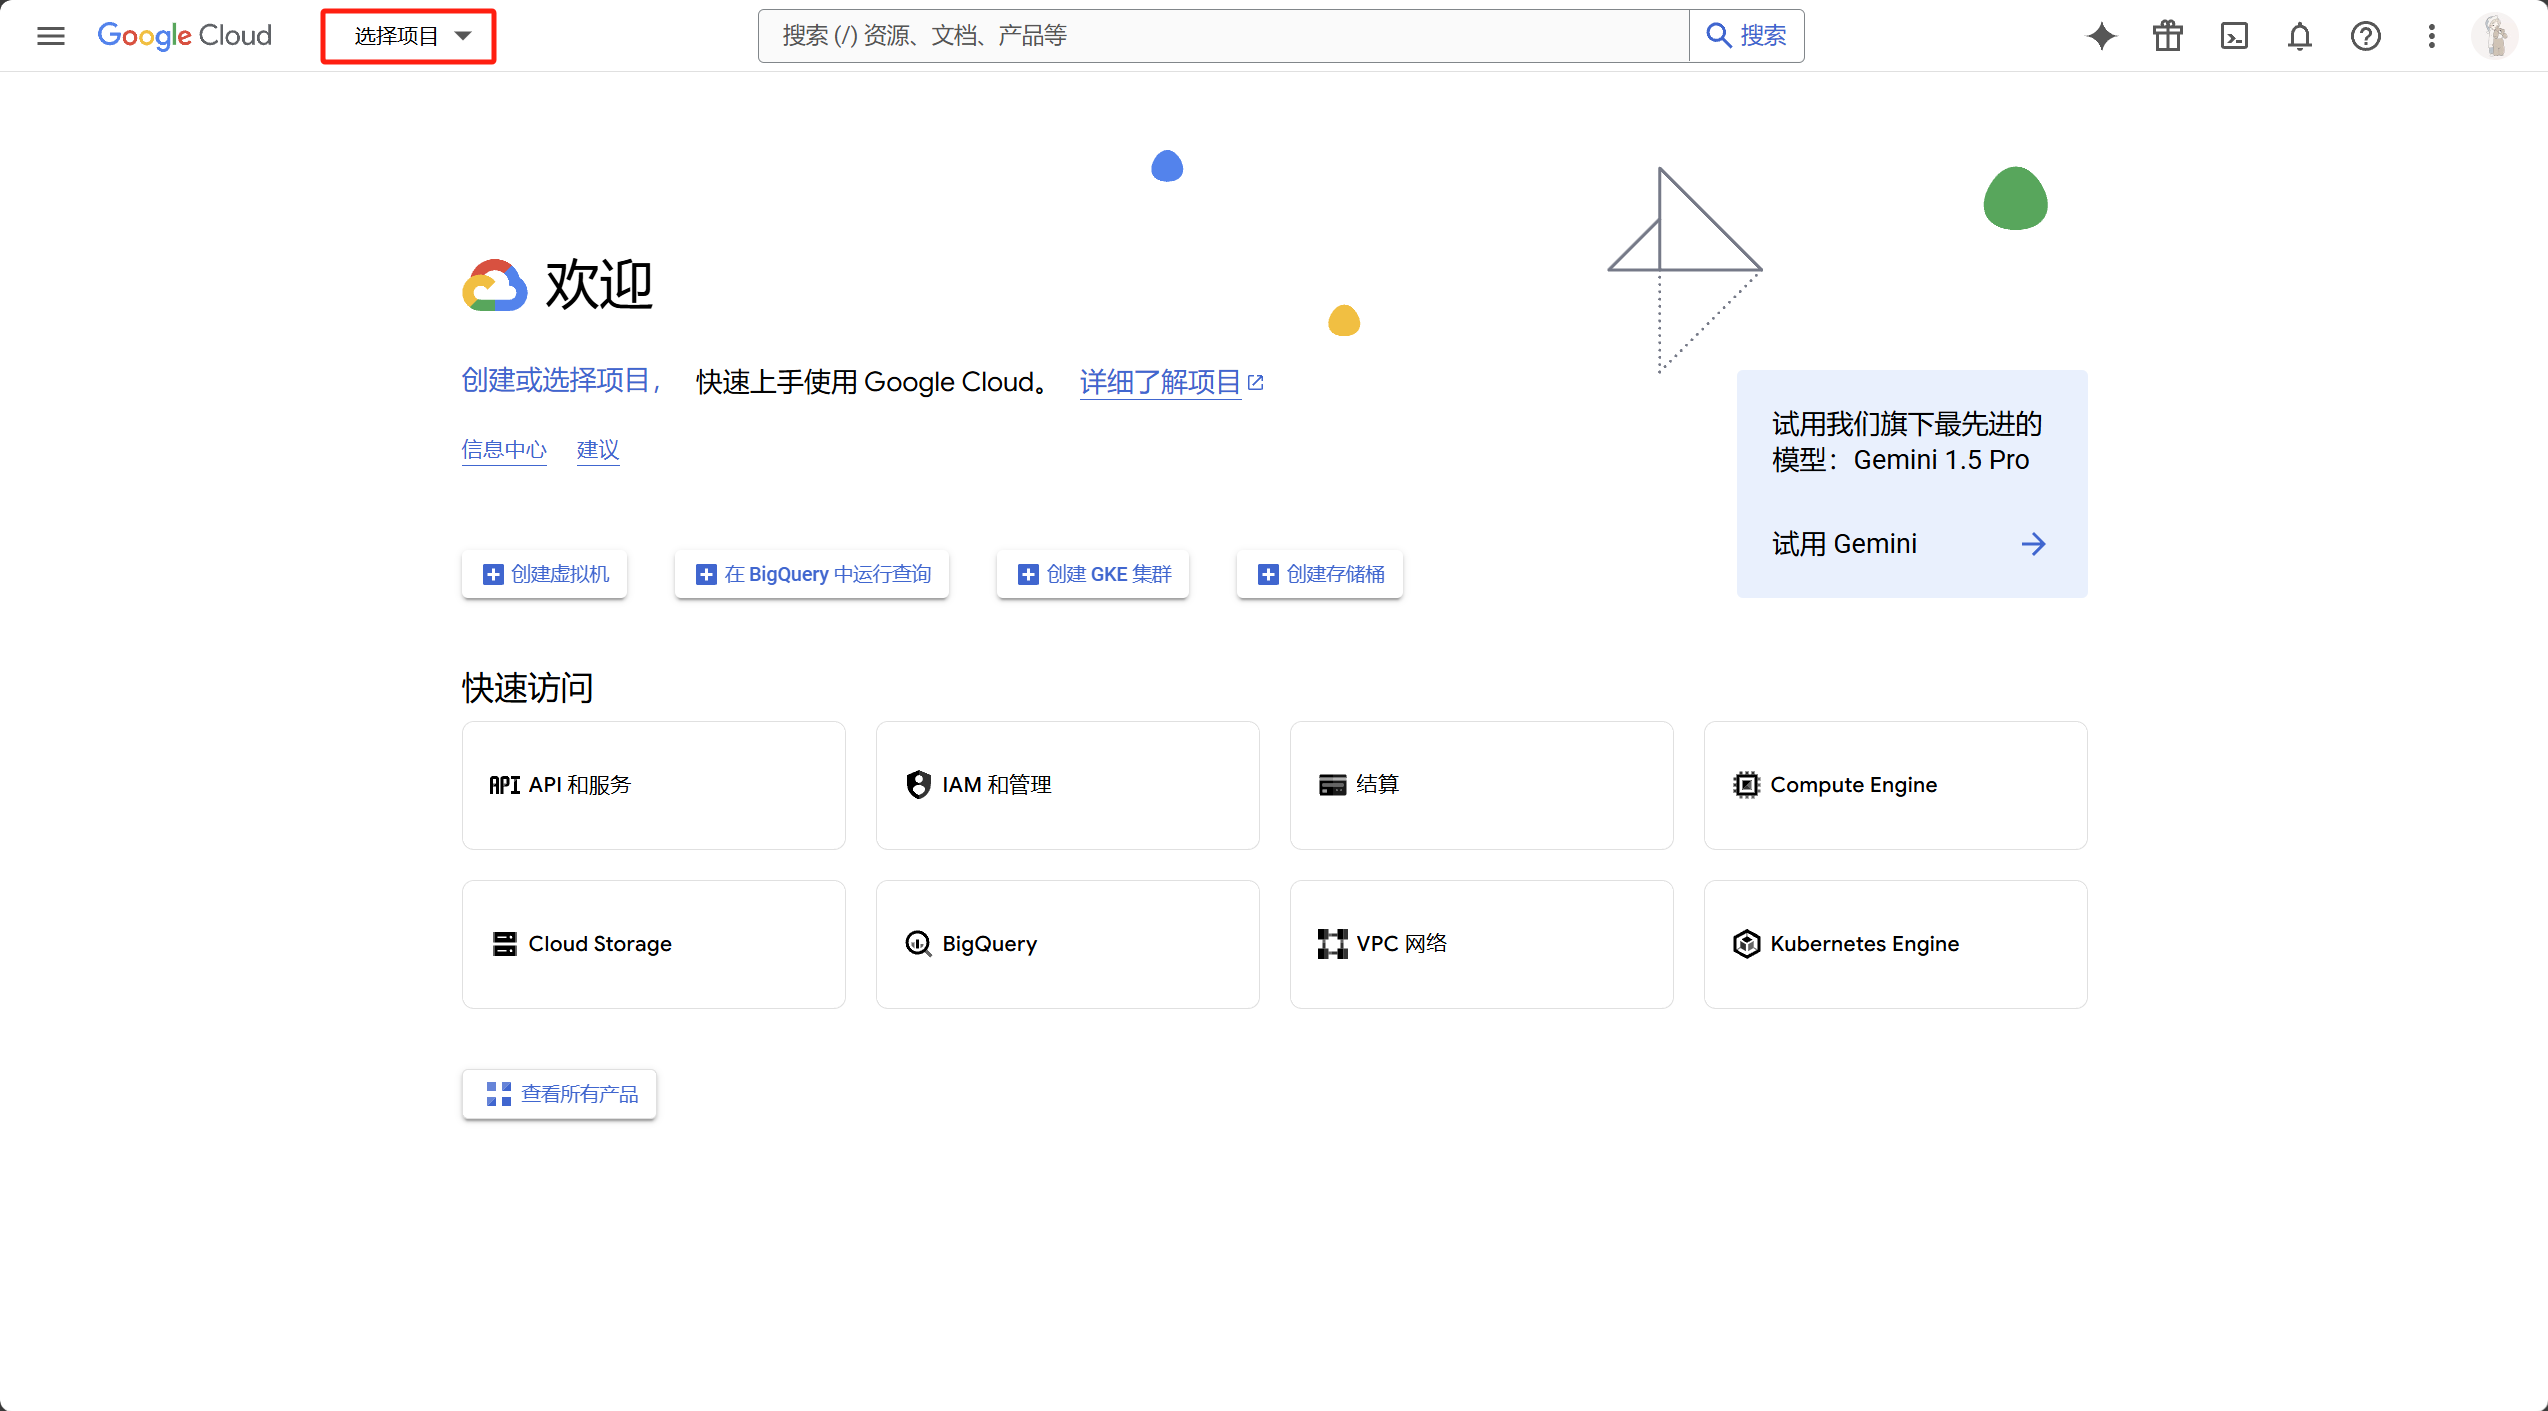 Google Cloud
选择项目
搜索 (/) 资源、文档、产品等
搜索
欢迎
创建或选择项目， 快速上手使用 Google Cloud。 详细了解项目
信息中心 建议
试用我们旗下最先进的
模型：Gemini 1.5 Pro
试用 Gemini
创建虚拟机
在 BigQuery 中运行查询
创建 GKE 集群
创建存储桶
快速访问
API API 和服务
IAM 和管理
结算
Compute Engine
Cloud Storage
BigQuery
VPC 网络
Kubernetes Engine
查看所有产品